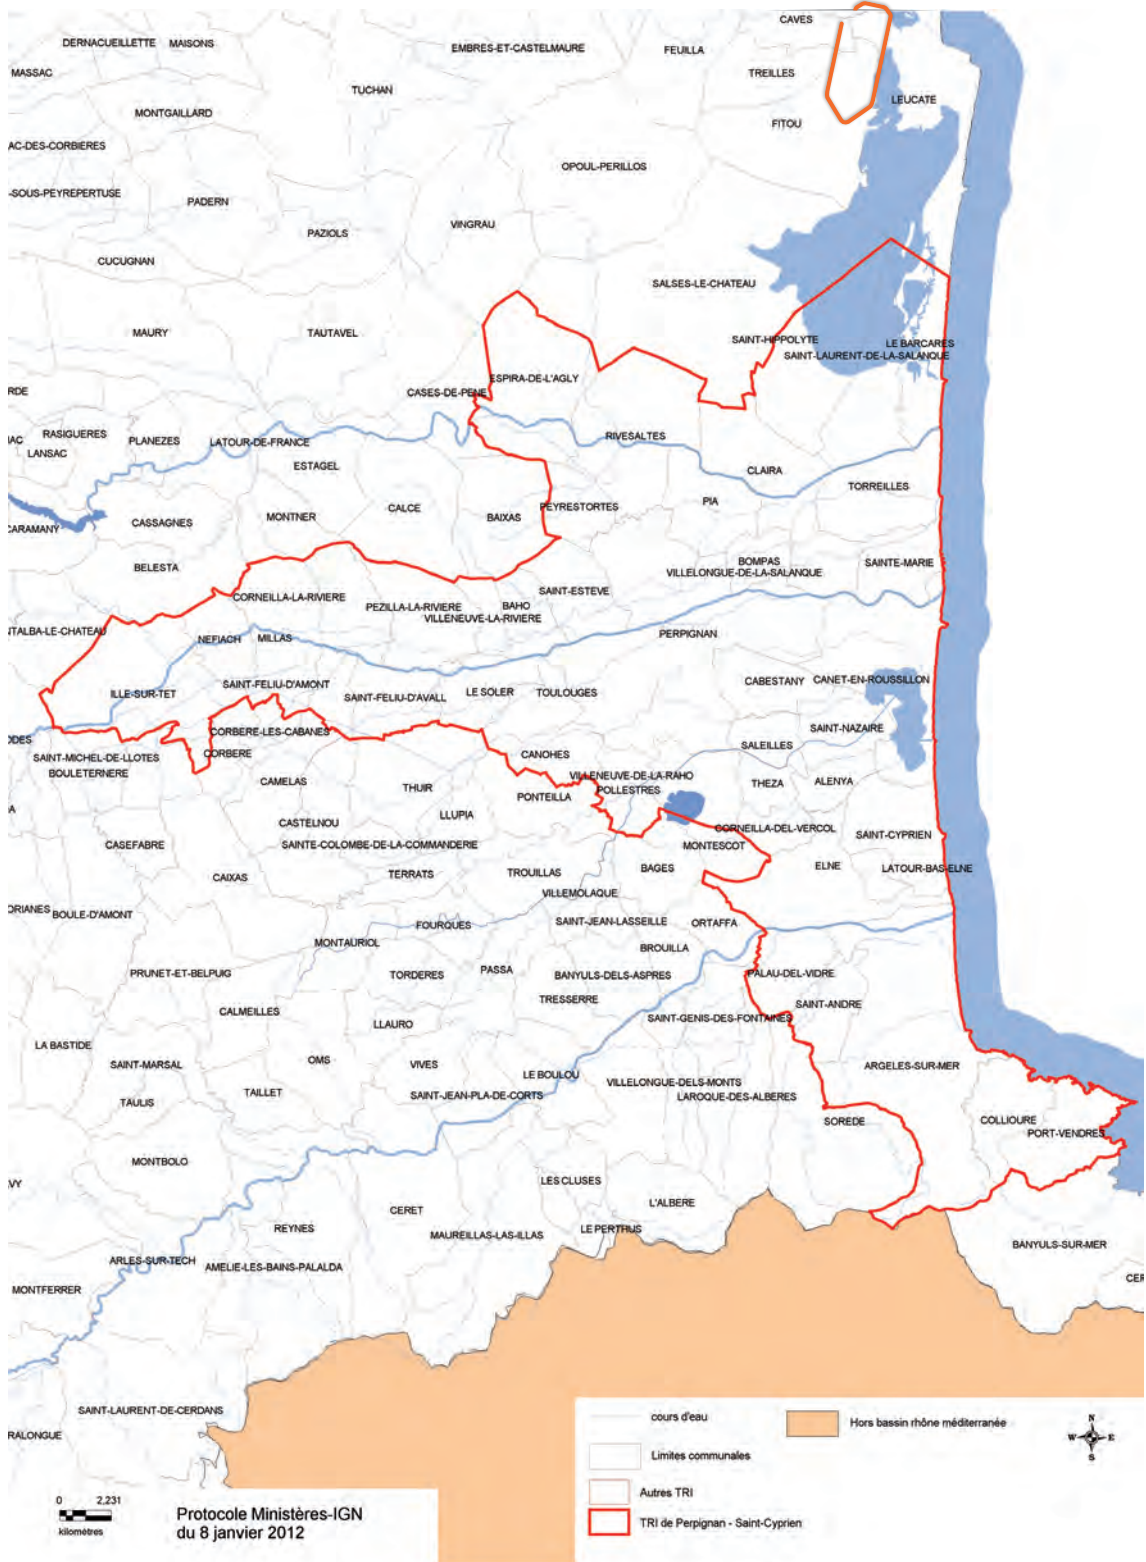 CAVES
DERNACUEILLETTE
MAISONS
EMBRES-ET-CASTELMAURE
FEUILLA
MASSAC
TREILLES
TUCHAN
LEUCATE
MONTGAILLARD
FITOU
AC-DES-CORBIERES
OPOUL-PERILLOS
-SOUS-PEYREPERTUSE
PADERN
VINGRAU
PAZIOLS
CUCUGNAN
SALSES-LE-CHATEAU
MAURY
TAUTAVEL
SAINT-HIPPOLYTE
LE BARCARES
SAINT-LAURENT-DE-LA-SALANQUE
ESPIRA-DE-L'AGLY
CASES-DE-PENE
RDE
RASIGUERES
PLANEZES
LATOUR-DE-FRANCE
RIVESALTES
LANSAC
ESTAGEL
CLAIRA
TORREILLES
PIA
PEYRESTORTES
CALCE
BAIXAS
MONTNER
CASSAGNES
CARAMANY
BELESTA
BOMPAS
SAINTE-MARIE
VILLELONGUE-DE-LA-SALANQUE
SAINT-ESTEVE
CORNEILLA-LA-RIVIERE
PEZILLA-LA-RIVIERE
BAHO
VILLENEUVE-LA-RIVIERE
NTALBA-LE-CHATEAU
NEFIACH
MILLAS
PERPIGNAN
CABESTANY
CANET-EN-ROUSSILLON
ILLE-SUR-TET
SAINT-FELIU-D'AMONT
SAINT-FELIU-D'AVALL
LE SOLER
TOULOUGES
SAINT-NAZAIRE
CORBERE-LES-CABANES
ODES
SALEILLES
SAINT-MICHEL-DE-LLOTES
CORBERE
CANOHES
BOULETERNERE
VILLENEUVE-DE-LA-RAHO
CAMELAS
THUIR
PONTEILLA
POLLESTRES
THEZA
ALENYA
LLUPIA
CASTELNOU
CORNEILLA-DEL-VERCOL
SAINT-CYPRIEN
CASEFABRE
SAINTE-COLOMBE-DE-LA-COMMANDERIE
MONTESCOT
CAIXAS
TERRATS
TROUILLAS
BAGES
ELNE
LATOUR-BAS-ELNE
VILLEMOLAQUE
ORIANES
BOULE-D'AMONT
FOURQUES
SAINT-JEAN-LASSEILLE
ORTAFFA
MONTAURIOL
BROUILLA
PRUNET-ET-BELPUIG
TORDERES
PASSA
BANYULS-DELS-ASPRES
PALAU-DEL-VIDRE
TRESSERRE
SAINT-ANDRE
CALMEILLES
LLAURO
SAINT-GENIS-DES-FONTAINES
LA BASTIDE
OMS
VIVES
SAINT-MARSAL
ARGELES-SUR-MER
LE BOULOU
VILLELONGUE-DELS-MONTS
TAILLET
SAINT-JEAN-PLA-DE-CORTS
LAROQUE-DES-ALBERES
TAULIS
SOREDE
COLLIOURE
PORT-VENDRES
MONTBOLO
LES CLUSES
L'ALBERE
CERET
REYNES
LE PERTHUS
MAUREILLAS-LAS-ILLAS
BANYULS-SUR-MER
ARLES-SUR-TECH
AMELIE-LES-BAINS-PALALDA
CER
MONTFERRER
SAINT-LAURENT-DE-CERDANS
RALONGUE
cours d'eau
Hors bassin rhône méditerranée
N
W E
S
Limites communales
Autres TRI
TRI de Perpignan - Saint-Cyprien
0 2,231
kilomètres
Protocole Ministères-IGN
du 8 janvier 2012